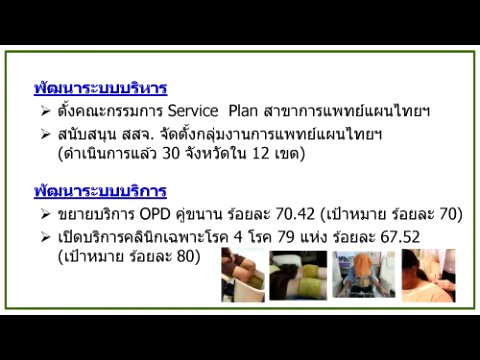 พัฒนาระบบบริหาร
➢ ตั้งคณะกรรมการ Service Plan สาขาการแพทย์แผนไทยฯ
➢ สนับสนุน สสจ. จัดตั้งกลุ่มงานการแพทย์แผนไทยฯ
(ดำเนินการแล้ว 30 จังหวัดใน 12 เขต)
พัฒนาระบบบริการ
➢ ขยายบริการ OPD คู่ขนาน ร้อยละ 70.42 (เป้าหมาย ร้อยละ 70)
➢ เปิดบริการคลินิกเฉพาะโรค 4 โรค 79 แห่ง ร้อยละ 67.52
(เป้าหมาย ร้อยละ 80)